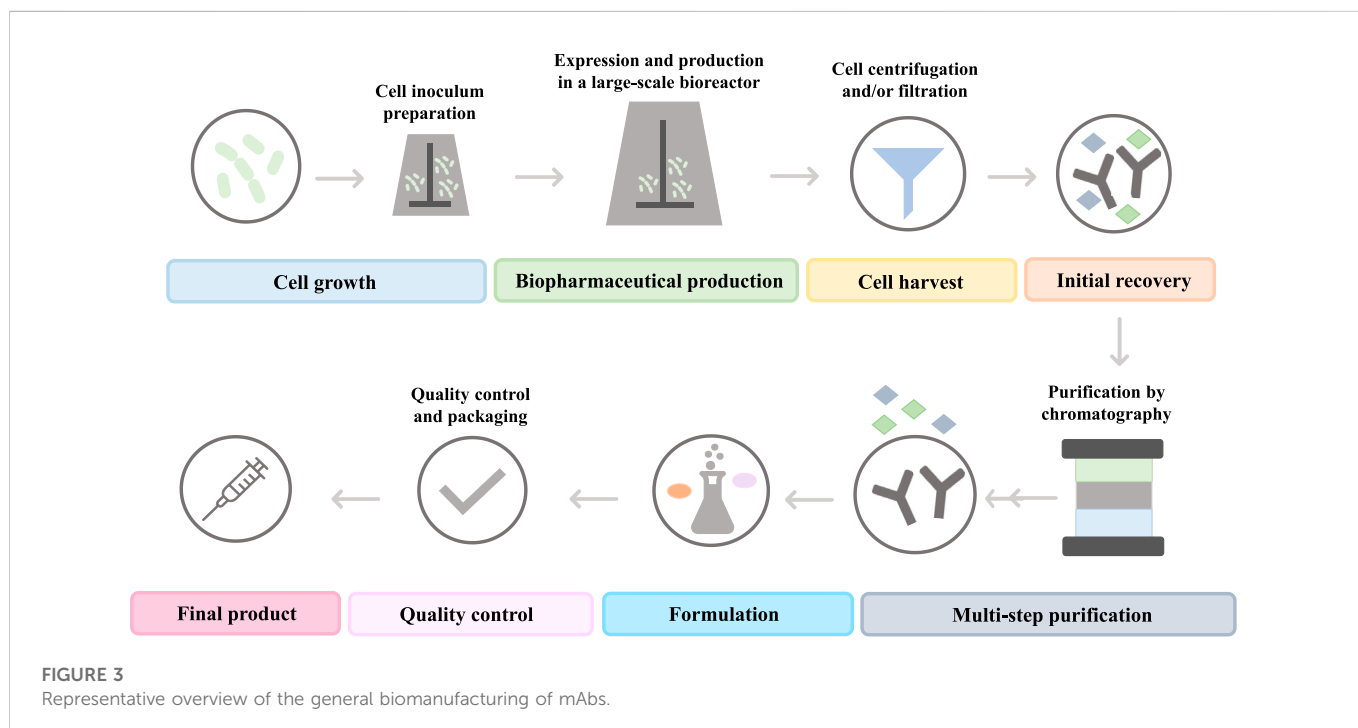 Cell inoculum
preparation
Expression and production
in a large-scale bioreactor
Cell centrifugation
and/or filtration
Cell growth
Biopharmaceutical production
Cell harvest
Initial recovery
Quality control
and packaging
Purification by
chromatography
Final product
Quality control
Formulation
Multi-step purification
FIGURE 3
Representative overview of the general biomanufacturing of mAbs.